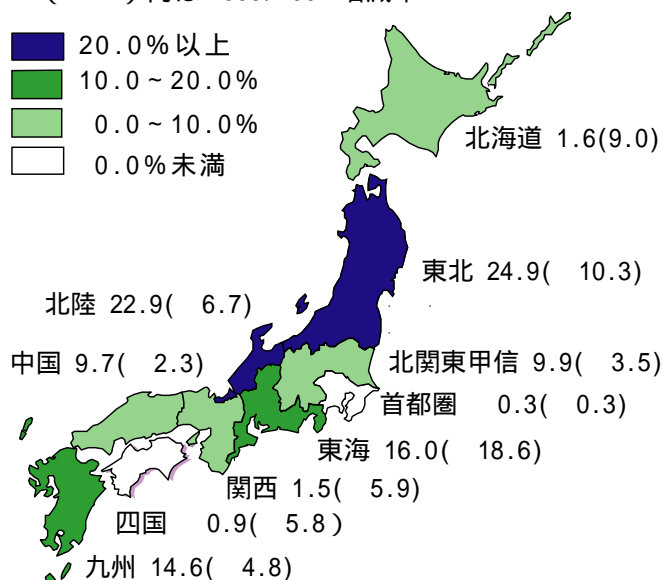 20.0%以上
10.0~20.0%
0.0~10.0%
0.0%未満
北海道 1.6(9.0)
東北 24.9( 10.3)
北陸 22.9( 6.7)
中国 9.7( 2.3)
北関東甲信 9.9( 3.5)
首都圏 0.3( 0.3)
東海 16.0( 18.6)
関西 1.5( 5.9)
四国 0.9( 5.8)
九州 14.6( 4.8)